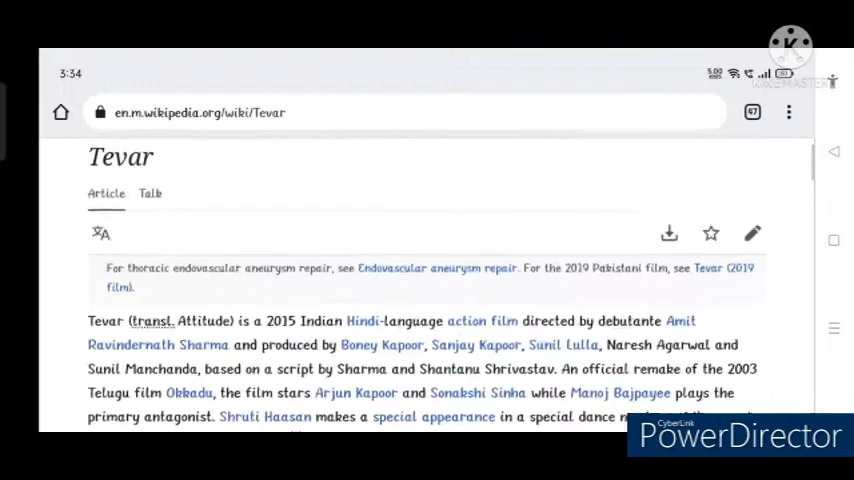 3:34
5.00
K
KINEMASTER
en.m.wikipedia.org/wiki/Tevar
Tevar
Article Talk
For thoracic endovascular aneurysm repair, see Endovascular aneurysm repair. For the 2019 Pakistani film, see Tevar (2019
film).
Tevar (transl. Attitude) is a 2015 Indian Hindi-language action film directed by debutante Amit
Ravindernath Sharma and produced by Boney Kapoor, Sanjay Kapoor, Sunil Lulla, Naresh Agarwal and
Sunil Manchanda, based on a script by Sharma and Shantanu Shrivastav. An official remake of the 2003
Telugu film Okkadu, the film stars Arjun Kapoor and Sonakshi Sinha while Manoj Bajpayee plays the
primary antagonist. Shruti Haasan makes a special appearance in a special dance
CyberLink
PowerDirector